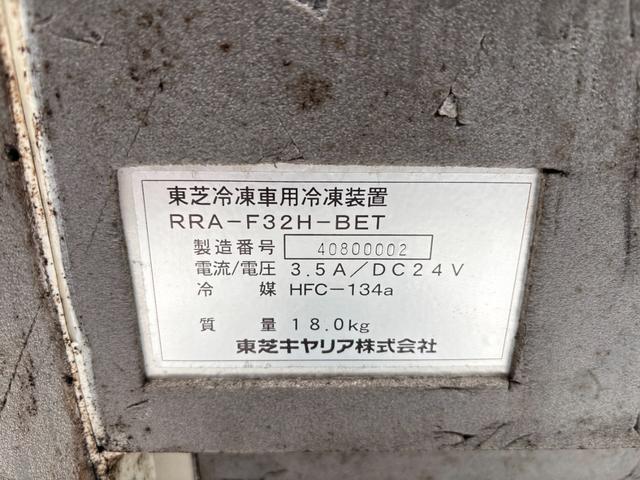 東芝冷凍車用冷凍装置
RRA-F32H-BET
製造番号 40800002
電流/電圧 3.5A/DC24V
冷媒 HFC-134a
質量 18.0kg
東芝キヤリア株式会社